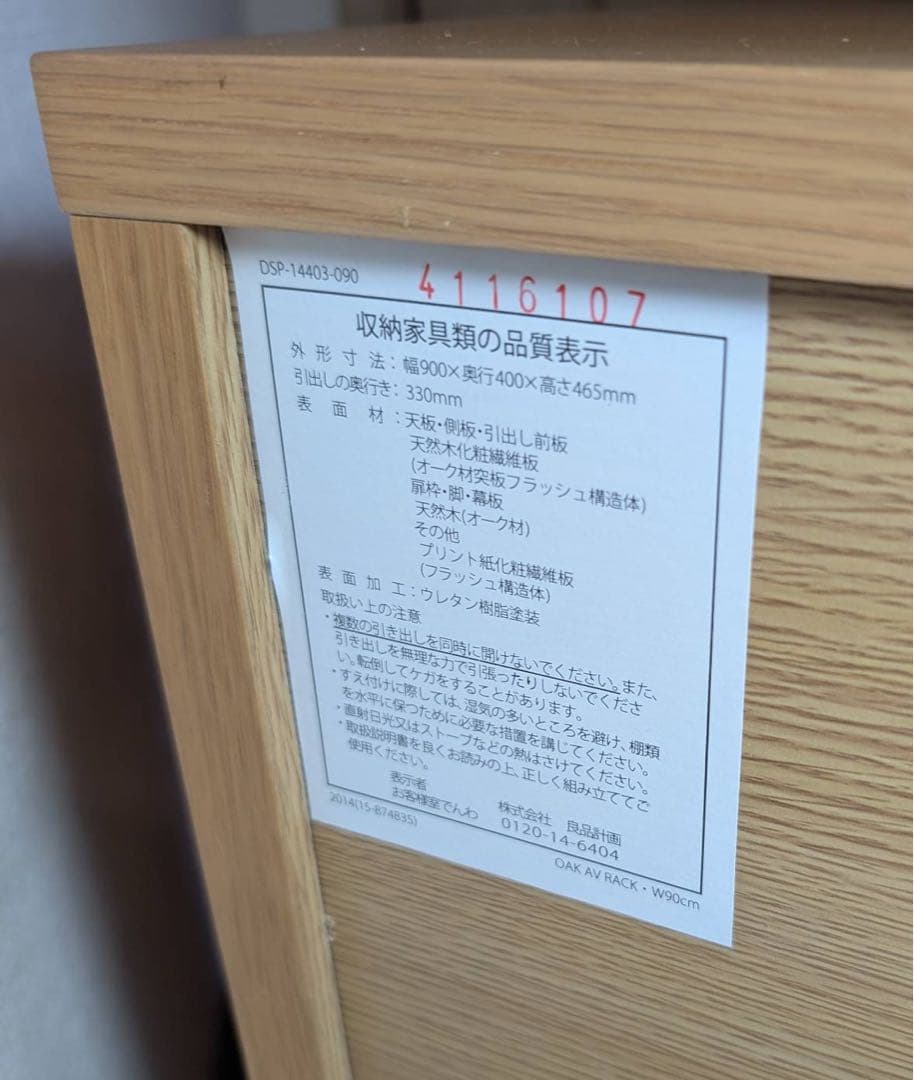 DSP-14403-090
4116107
収納家具類の品質表示
外形寸法：幅900×奥行400×高さ465mm
引出しの奥行き：330mm
表面材：天板・側板・引出し前板
天然木化粧繊維板
(オーク材突板フラッシュ構造体)
扉枠・脚・幕板
天然木(オーク材)
その他
プリント紙化粧繊維板
(フラッシュ構造体)
表面加工：ウレタン樹脂塗装
取扱い上の注意
・複数の引き出しを同時に開けないでください。また、
引き出しを無理な力で引張ったりしないでくださ
い。転倒してケガをすることがあります。
・すえ付けに際しては、湿気の多いところを避け、棚類
を水平に保つために必要な措置を講じてください。
・直射日光又はストーブなどの熱はさけてください。
・取扱説明書を良くお読みの上、正しく組み立ててご
使用ください。
表示者 株式会社 良品計画
お客様室でんわ 0120-14-6404
2014(15-874835)
OAK AV RACK・W90cm